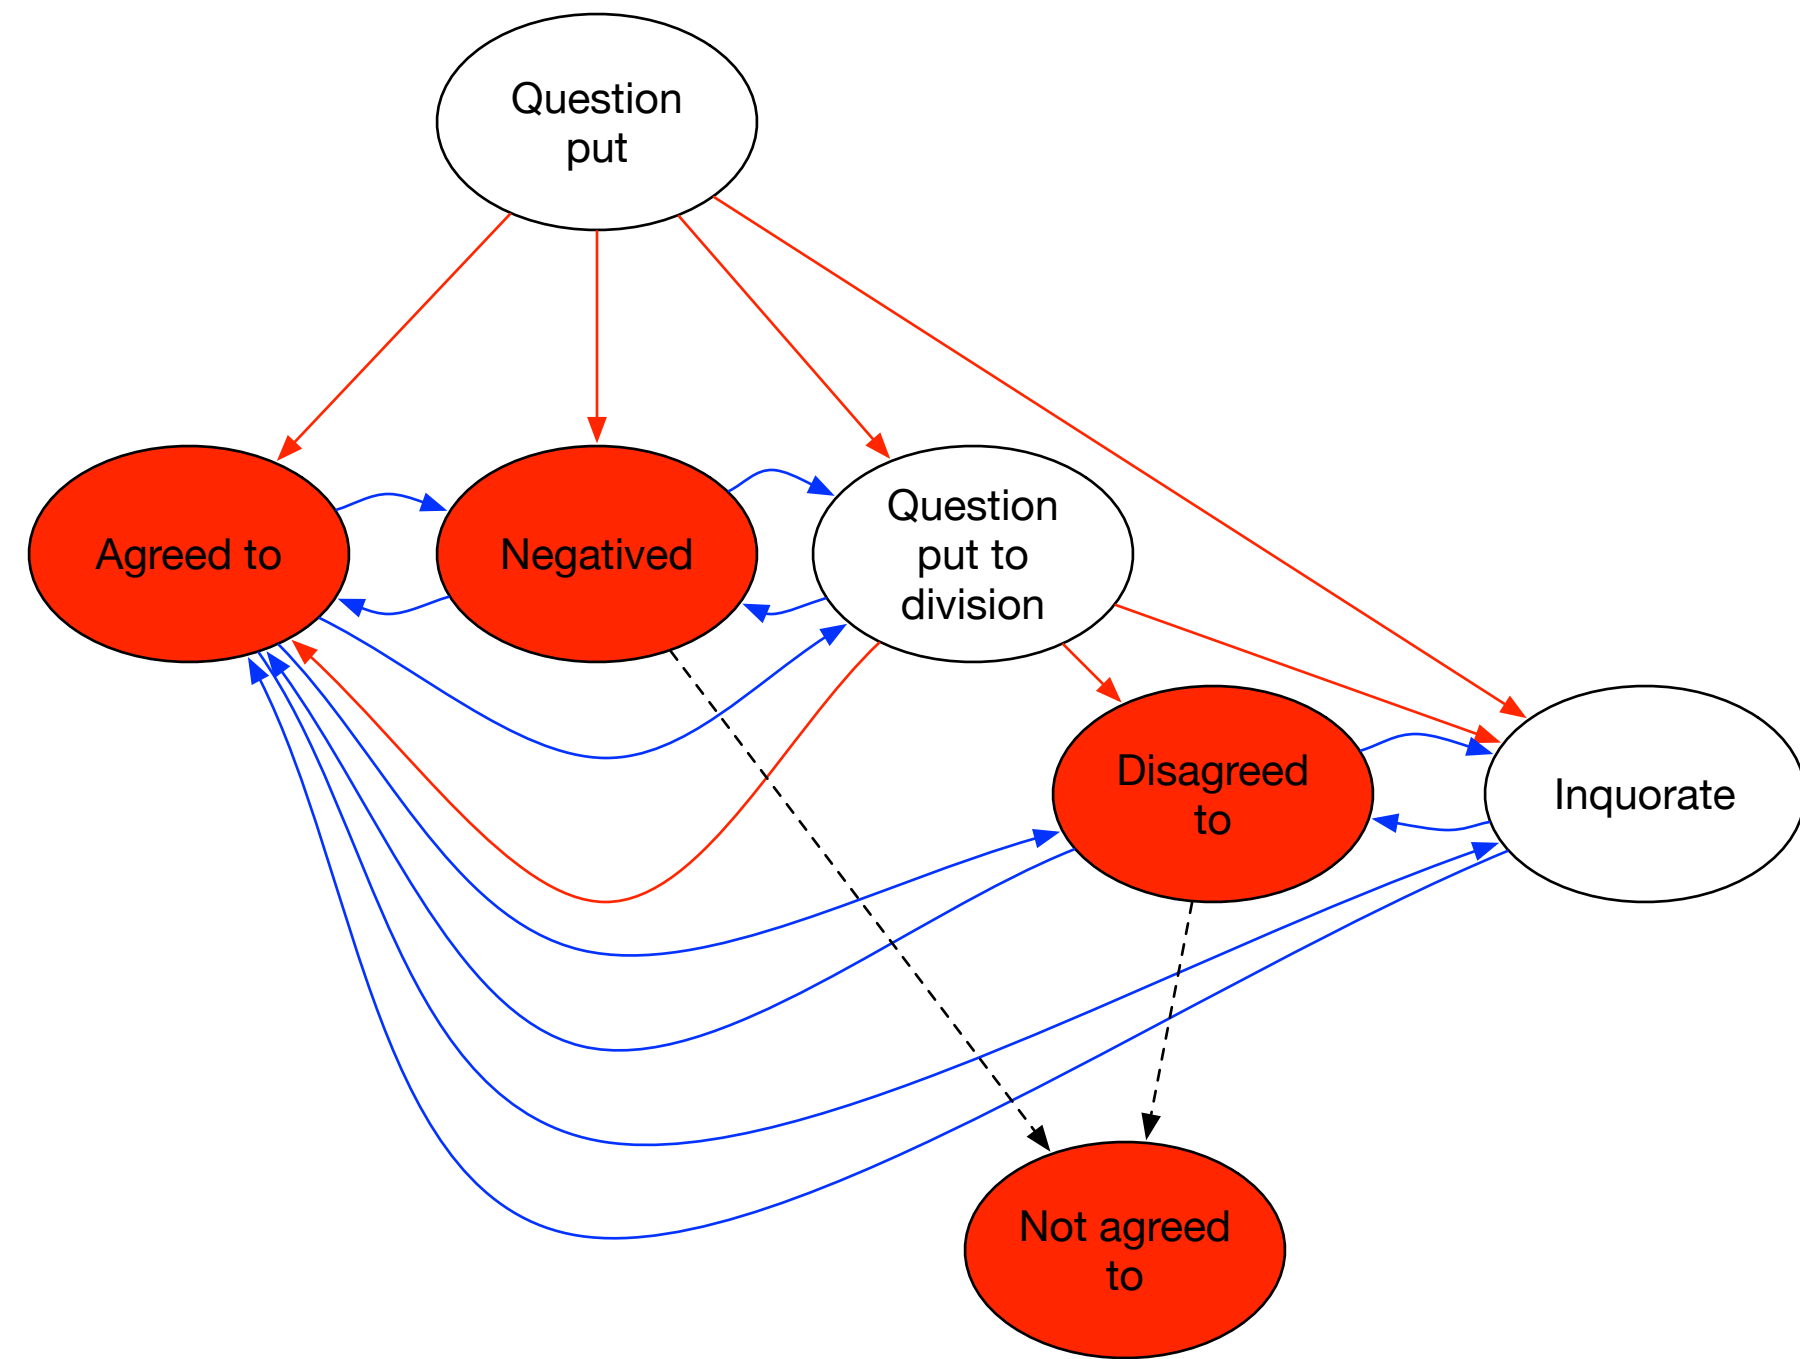 Question
put
Agreed to
Negatived
Question
put to
division
Disagreed
to
Inquorate
Not agreed
to